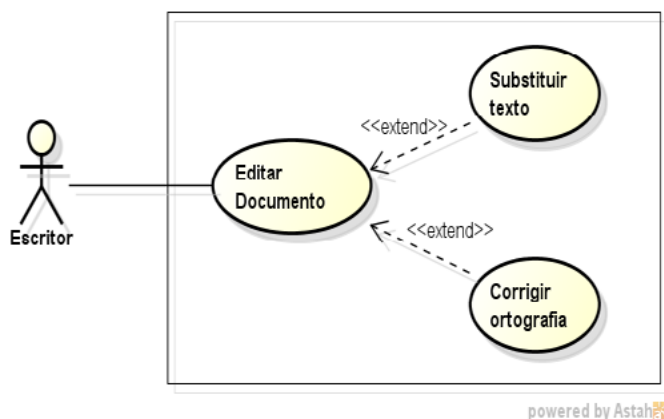 Substituir
texto
<<extend>>
Editar
Documento
Escritor
<<extend>>
Corrigir
ortografia
powered by Astah